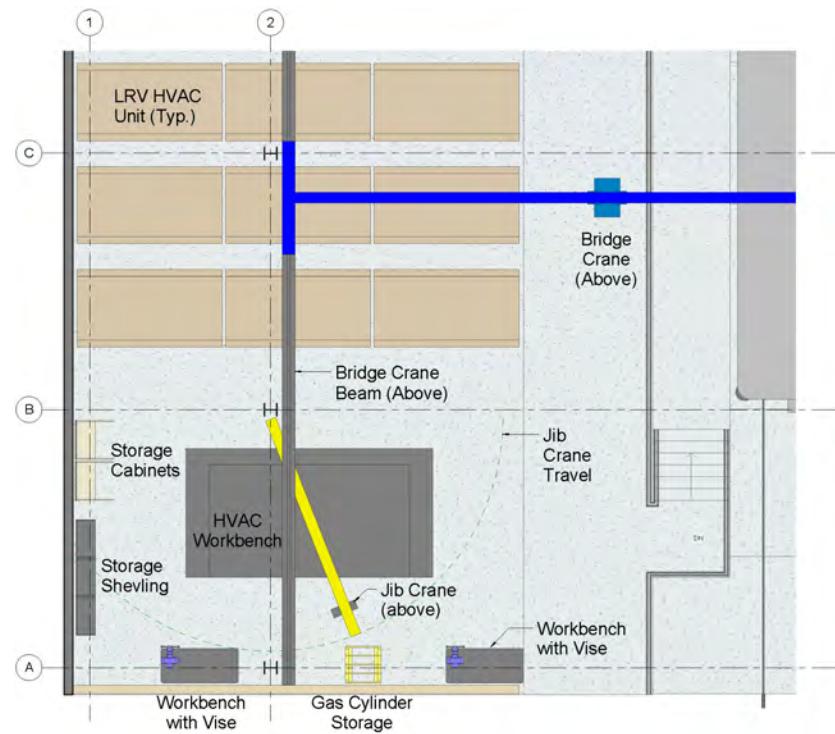 1
2
LRV HVAC
Unit (Typ.)
C
Bridge
Crane
(Above)
Bridge Crane
Beam (Above)
B
Jib
Crane
Travel
Storage
Cabinets
HVAC
Workbench
DN
Storage
Shevling
Jib Crane
(above)
Workbench
with Vise
A
Workbench
with Vise
Gas Cylinder
Storage